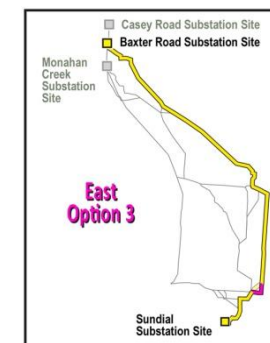 Casey Road Substation Site
Baxter Road Substation Site
Monahan
Creek
Substation
Site
East
Option 3
Sundial
Substation Site